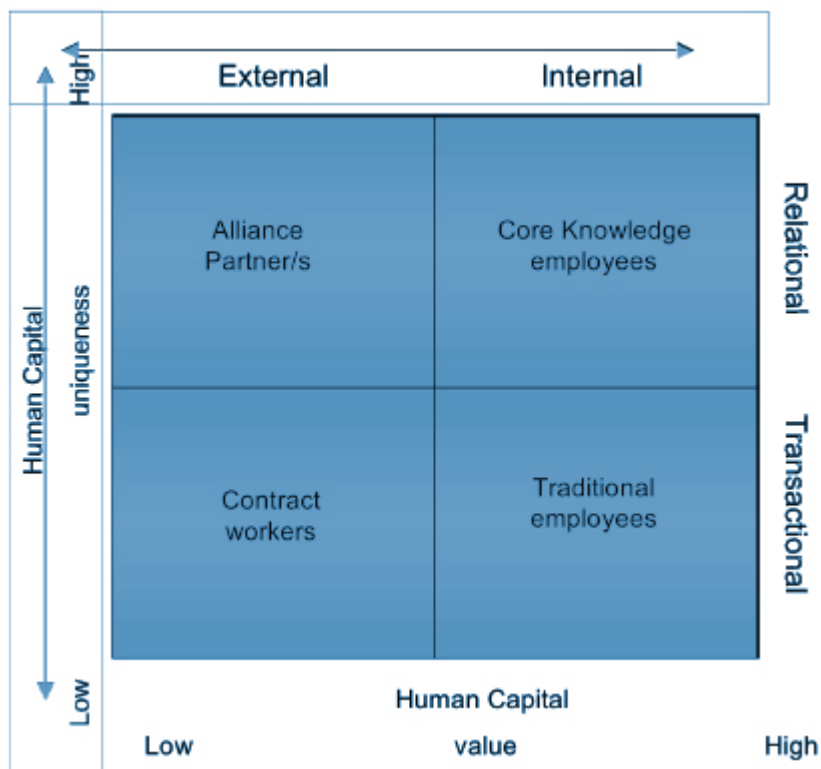 External
Internal
High
Alliance
Partner/s
Core Knowledge
employees
Relational
Human Capital
uniqueness
Contract
workers
Traditional
employees
Transactional
Low
Human Capital
Low
value
High